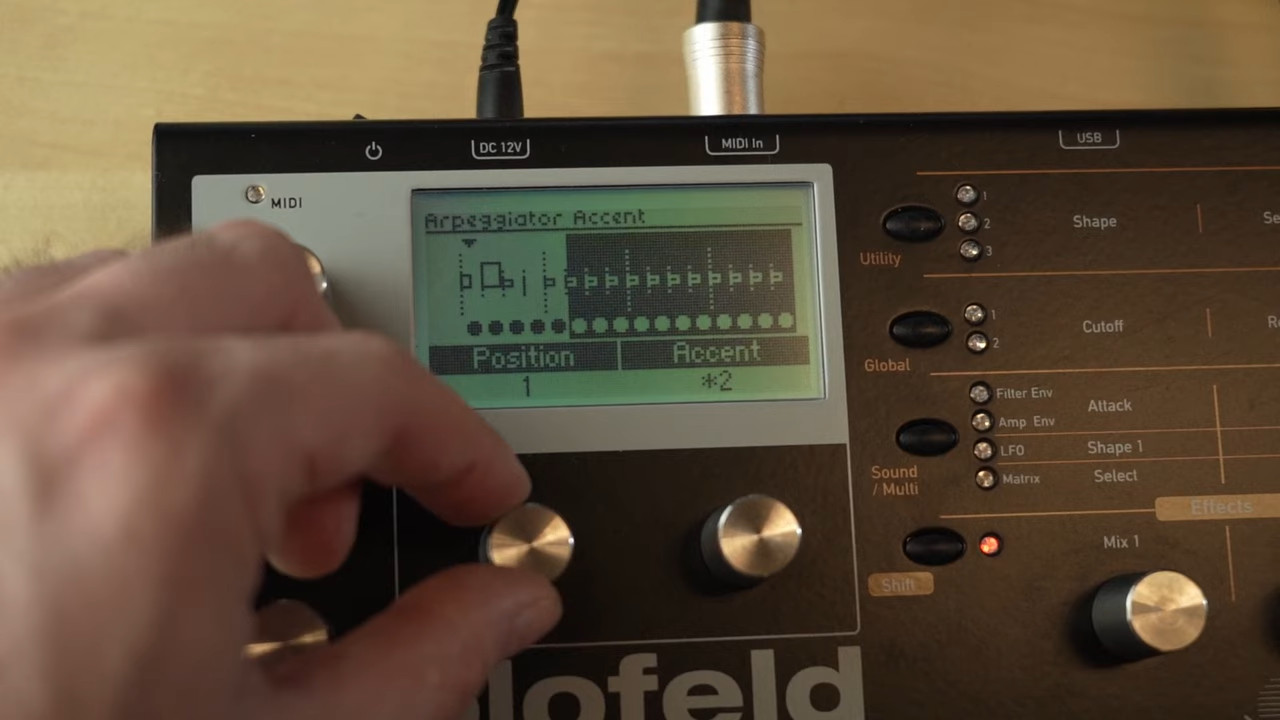 DC 12V
MIDI In
USB
MIDI
Arpeggiator Accent
Position
Accent
1
*2
1
2
3
Shape
Utility
1
2
Cutoff
Global
Filter Env
Amp Env
Attack
LFO
Shape 1
Matrix
Select
Sound
/ Multi
Effects
Mix 1
Shift
lofeld